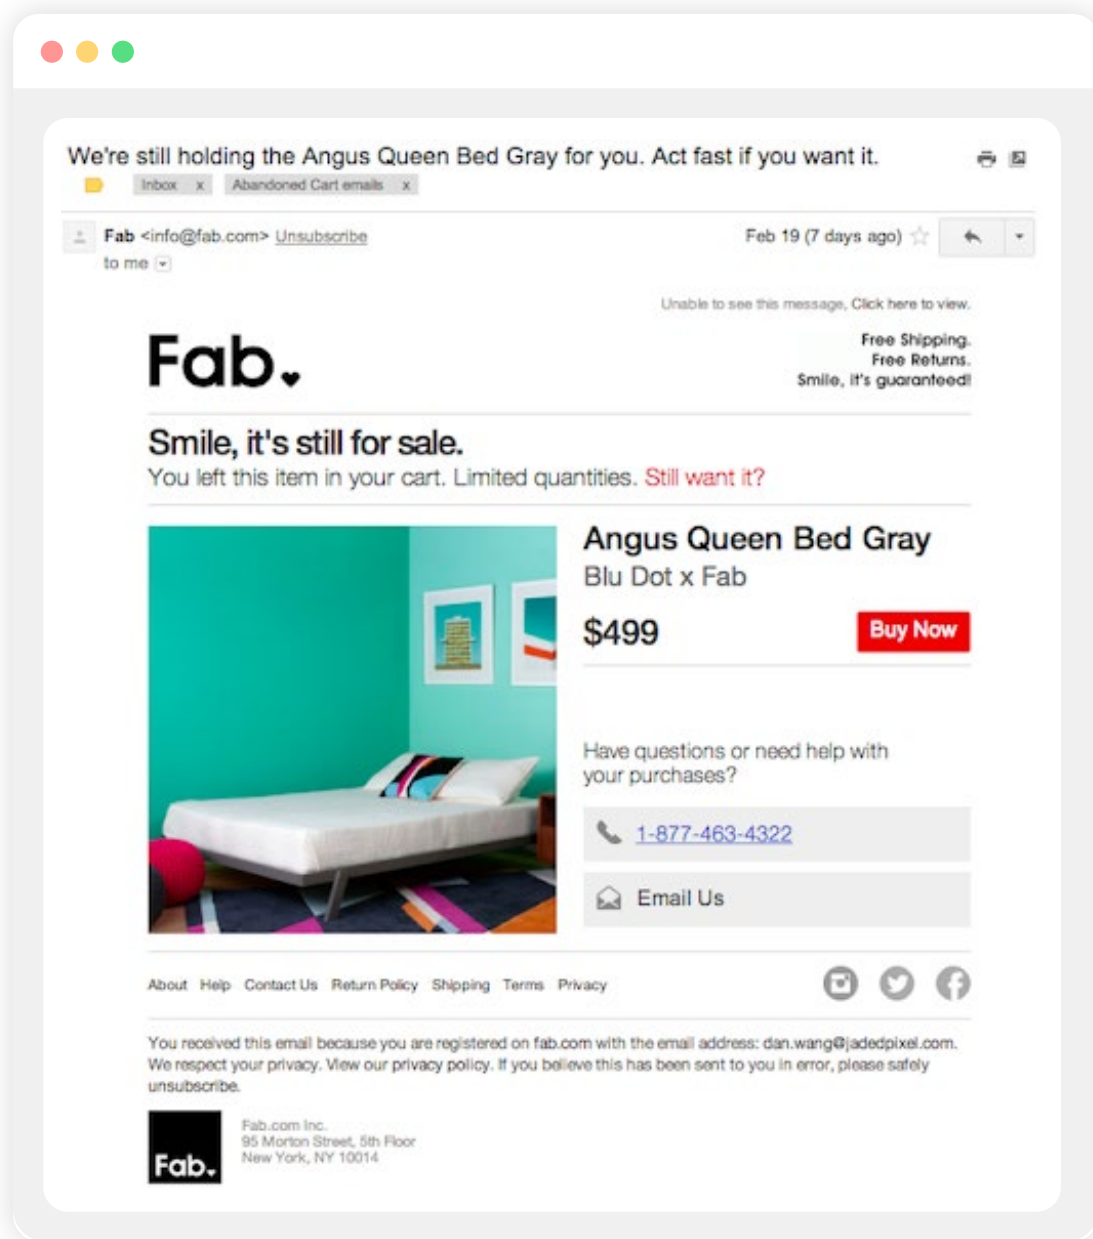 We're still holding the Angus Queen Bed Gray for you. Act fast if you want it.
Inbox x Abandoned Cart emails x
Fab <info@fab.com> Unsubscribe
Feb 19 (7 days ago)
to me
Unable to see this message, Click here to view.
Fab.
Free Shipping.
Free Returns.
Smile, it's guaranteed!
Smile, it's still for sale.
You left this item in your cart. Limited quantities. Still want it?
Angus Queen Bed Gray
Blu Dot x Fab
$499
Buy Now
Have questions or need help with
your purchases?
1-877-463-4322
Email Us
About Help Contact Us Return Policy Shipping Terms Privacy
You received this email because you are registered on fab.com with the email address: dan.wang@jadedpixel.com.
We respect your privacy. View our privacy policy. If you believe this has been sent to you in error, please safely
unsubscribe.
Fab.
Fab.com Inc.
95 Morton Street, 5th Floor
New York, NY 10014